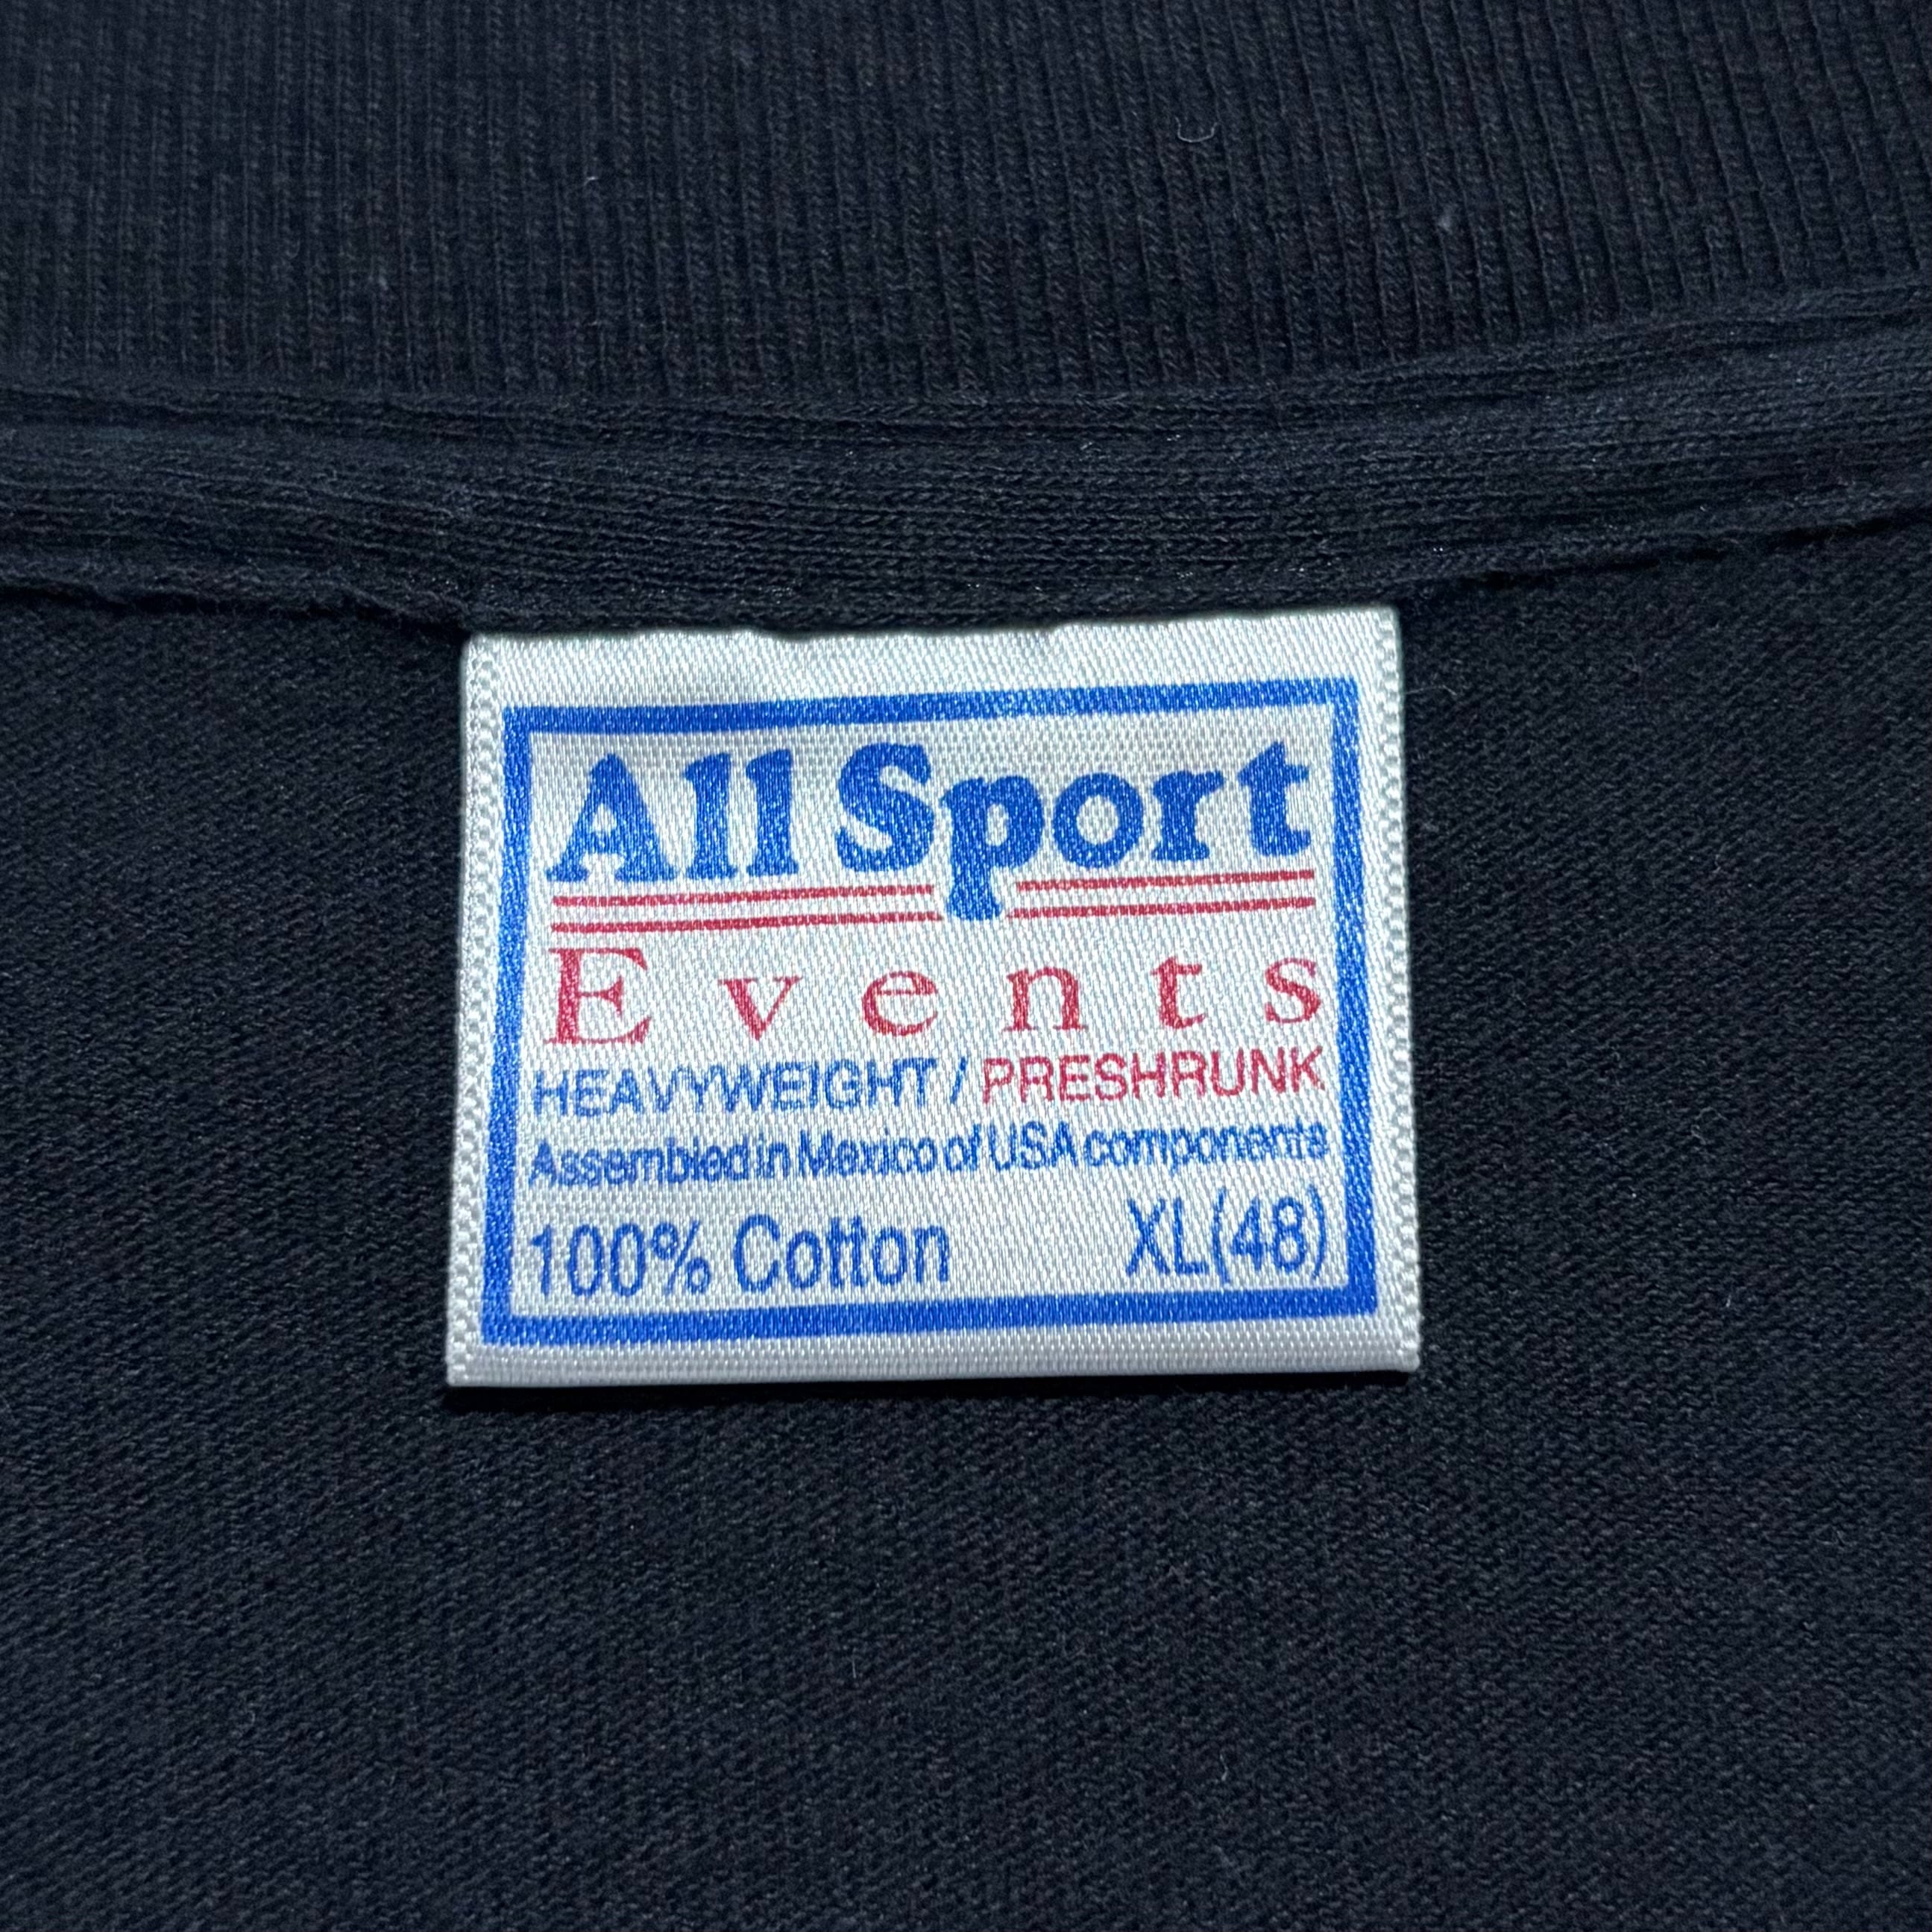 All Sport
Events
HEAVYWEIGHT / PRESHRUNK
Assembled in Mexico of USA components
100% Cotton XL(48)